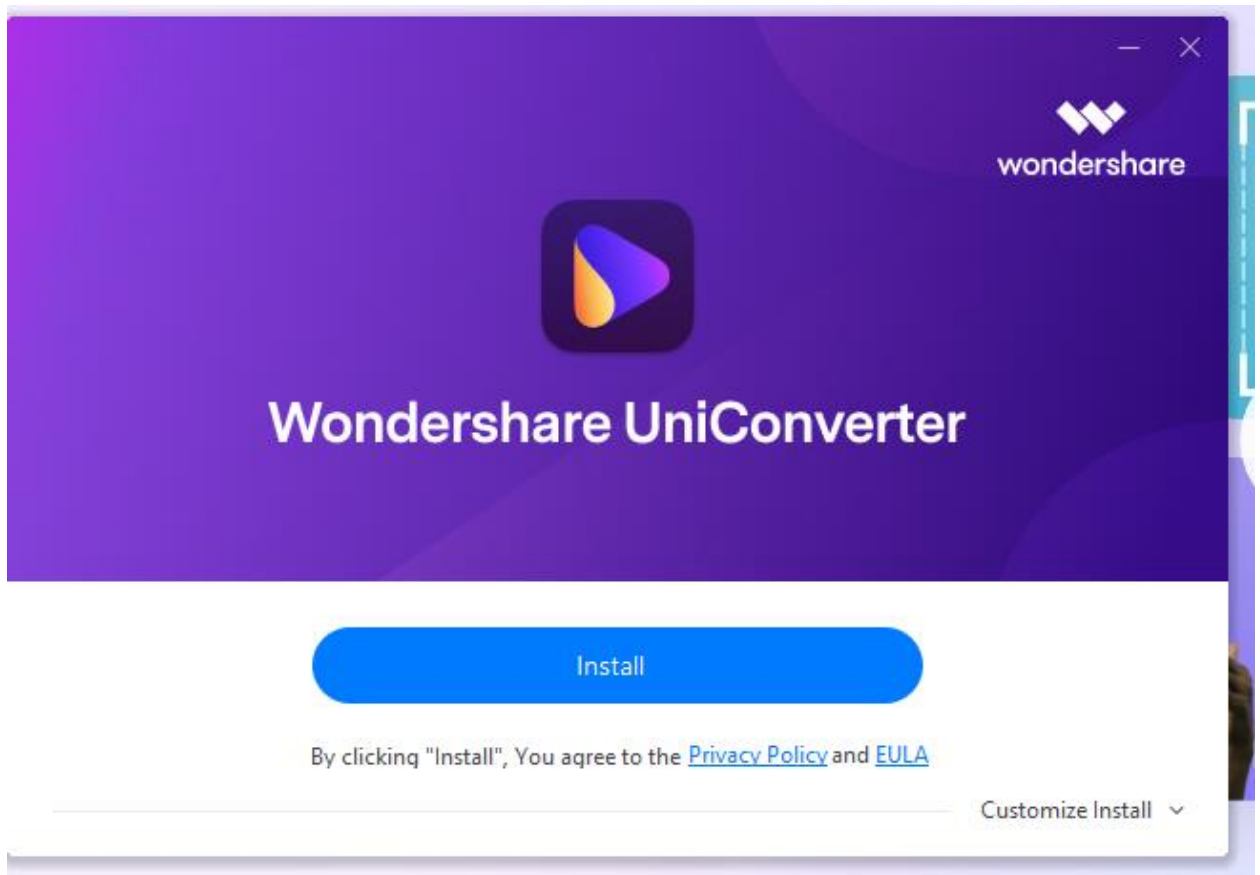 wondershare
Wondershare UniConverter
Install
By clicking "Install", You agree to the Privacy Policy and EULA
Customize Install